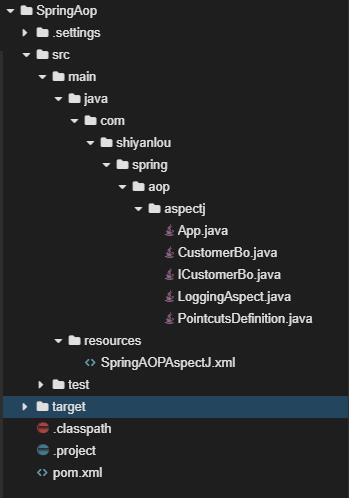 SpringAop
.settings
src
main
java
com
shiyanlou
spring
aop
aspectj
App.java
CustomerBo.java
ICustomerBo.java
LoggingAspect.java
PointcutsDefinition.java
resources
SpringAOPAspectJ.xml
test
target
.classpath
.project
pom.xml